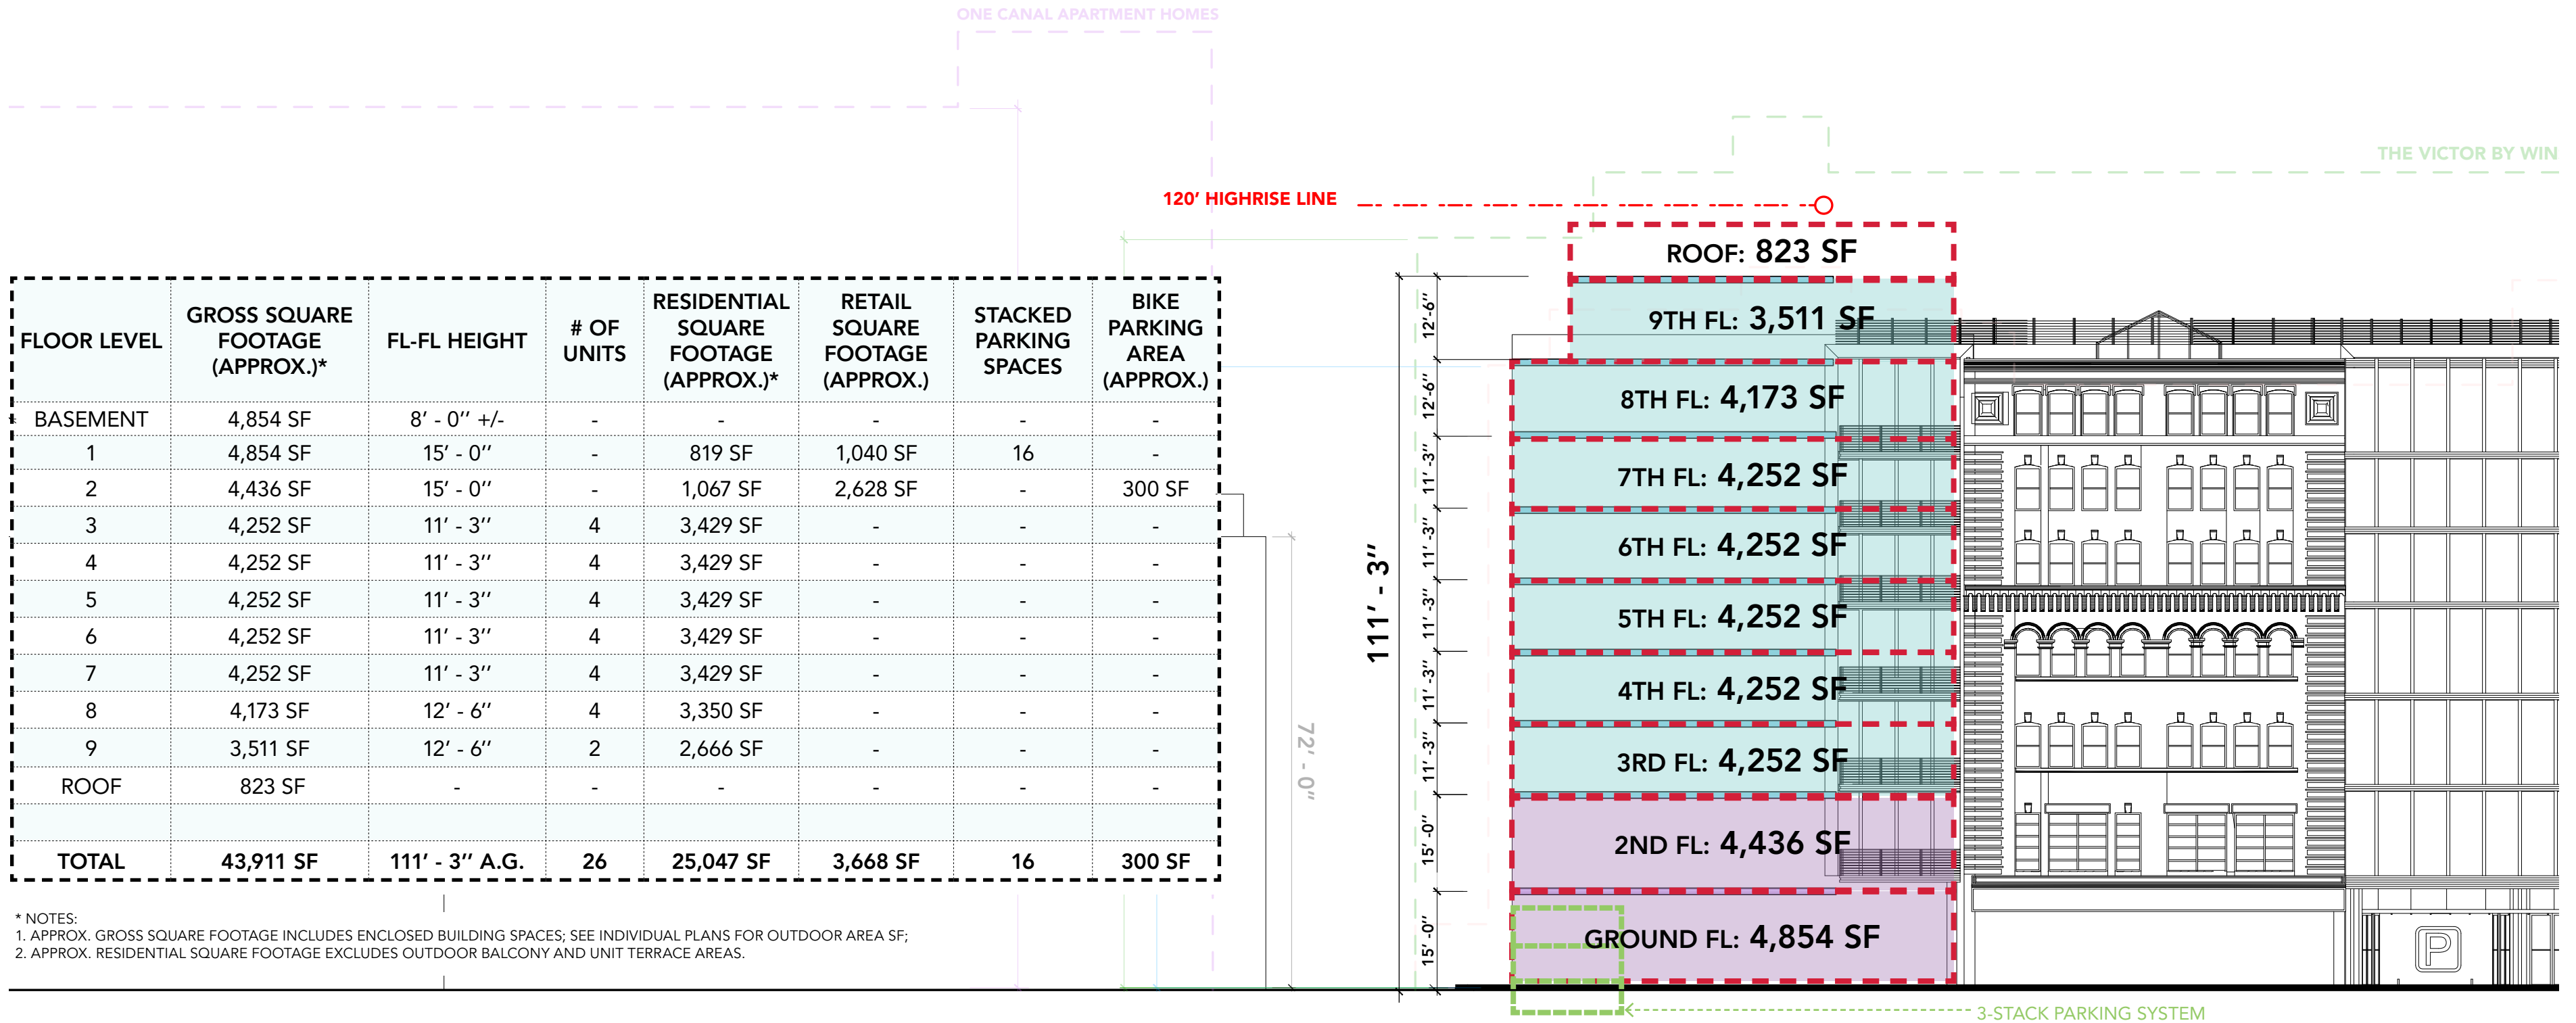 ONE CANAL APARTMENT HOMES
THE VICTOR BY WIN
120' HIGHRISE LINE
FLOOR LEVEL
GROSS SQUARE
FOOTAGE
(APPROX.)*
FL-FL HEIGHT
# OF
UNITS
RESIDENTIAL
SQUARE
FOOTAGE
(APPROX.)*
RETAIL
SQUARE
FOOTAGE
(APPROX.)
STACKED
PARKING
SPACES
BIKE
PARKING
AREA
(APPROX.)
BASEMENT 4,854 SF 8' - 0'' +/- - - - - -
1 4,854 SF 15' - 0'' - 819 SF 1,040 SF 16 -
2 4,436 SF 15' - 0'' - 1,067 SF 2,628 SF - 300 SF
3 4,252 SF 11' - 3'' 4 3,429 SF - - -
4 4,252 SF 11' - 3'' 4 3,429 SF - - -
5 4,252 SF 11' - 3'' 4 3,429 SF - - -
6 4,252 SF 11' - 3'' 4 3,429 SF - - -
7 4,252 SF 11' - 3'' 4 3,429 SF - - -
8 4,173 SF 12' - 6'' 4 3,350 SF - - -
9 3,511 SF 12' - 6'' 2 2,666 SF - - -
ROOF 823 SF - - - - - -
TOTAL 43,911 SF 111' - 3'' A.G. 26 25,047 SF 3,668 SF 16 300 SF
* NOTES:
1. APPROX. GROSS SQUARE FOOTAGE INCLUDES ENCLOSED BUILDING SPACES; SEE INDIVIDUAL PLANS FOR OUTDOOR AREA SF;
2. APPROX. RESIDENTIAL SQUARE FOOTAGE EXCLUDES OUTDOOR BALCONY AND UNIT TERRACE AREAS.
72' - 0''
111' - 3''
12'-6''
12'-6''
11' -3''
11' -3''
11' -3''
11' -3''
11' -3''
15' -0''
15' -0''
ROOF: 823 SF
9TH FL: 3,511 SF
8TH FL: 4,173 SF
7TH FL: 4,252 SF
6TH FL: 4,252 SF
5TH FL: 4,252 SF
4TH FL: 4,252 SF
3RD FL: 4,252 SF
2ND FL: 4,436 SF
GROUND FL: 4,854 SF
P
3-STACK PARKING SYSTEM